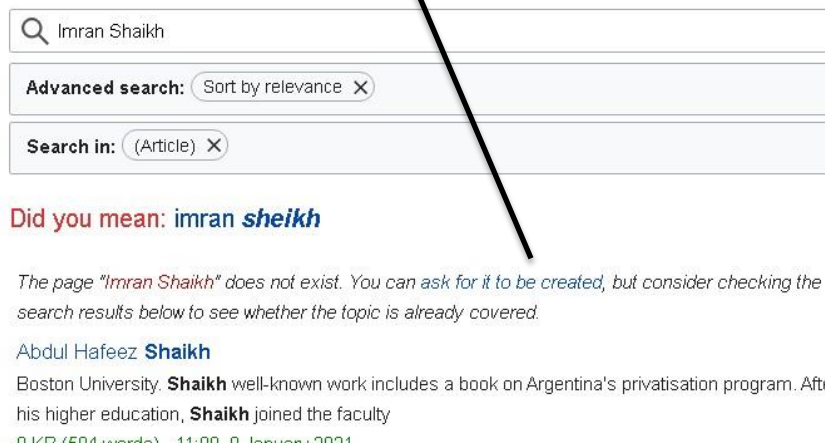 Imran Shaikh
Advanced search: Sort by relevance ✕
Search in: (Article) ✕
Did you mean: imran sheikh
The page "Imran Shaikh" does not exist. You can ask for it to be created, but consider checking the
search results below to see whether the topic is already covered.
Abdul Hafeez Shaikh
Boston University. Shaikh well-known work includes a book on Argentina's privatisation program. Afte
his higher education, Shaikh joined the faculty